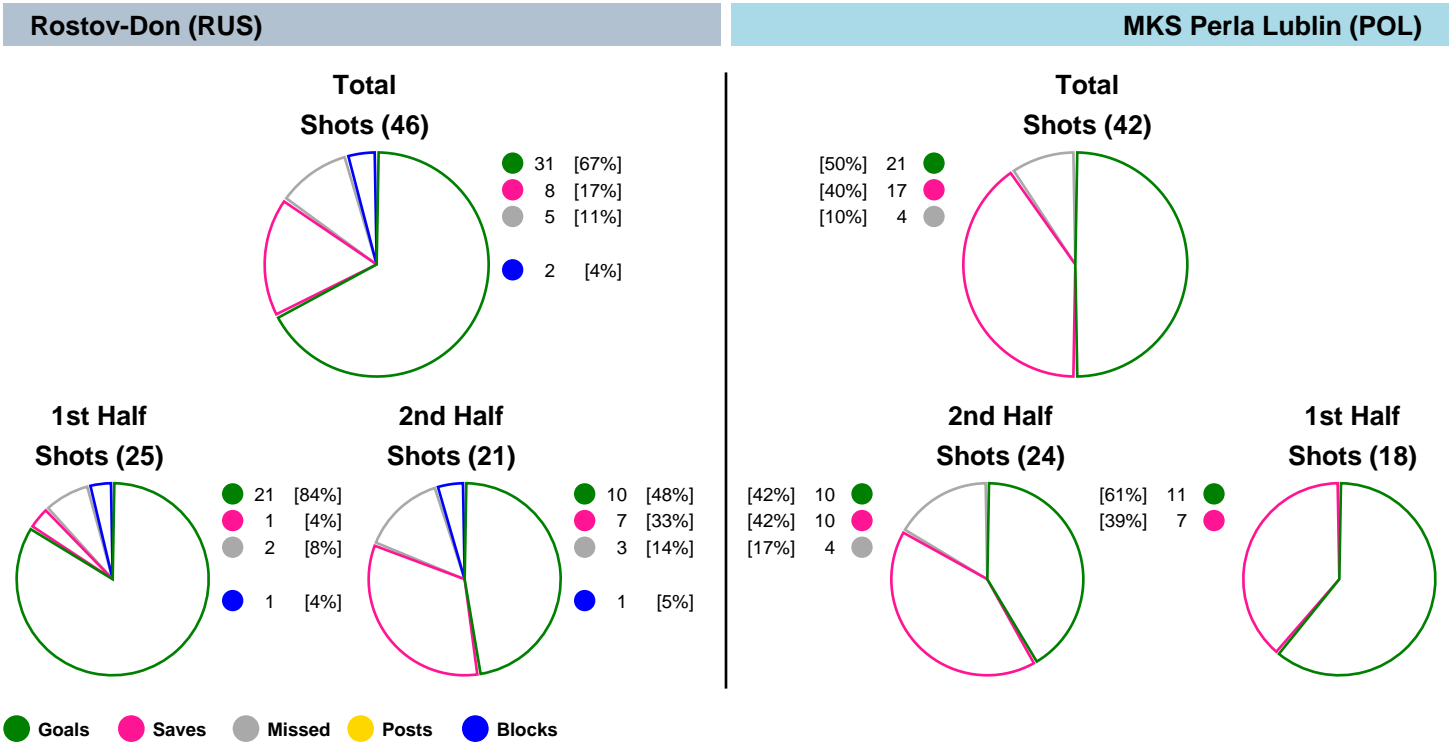 Rostov-Don (RUS)
MKS Perla Lublin (POL)
Total
Shots (46)
31 [67%]
8 [17%]
5 [11%]
2 [4%]
Total
Shots (42)
[50%] 21
[40%] 17
[10%] 4
1st Half
Shots (25)
21 [84%]
1 [4%]
2 [8%]
1 [4%]
2nd Half
Shots (21)
10 [48%]
7 [33%]
3 [14%]
1 [5%]
2nd Half
Shots (24)
[42%] 10
[42%] 10
[17%] 4
1st Half
Shots (18)
[61%] 11
[39%] 7
Goals Saves Missed Posts Blocks